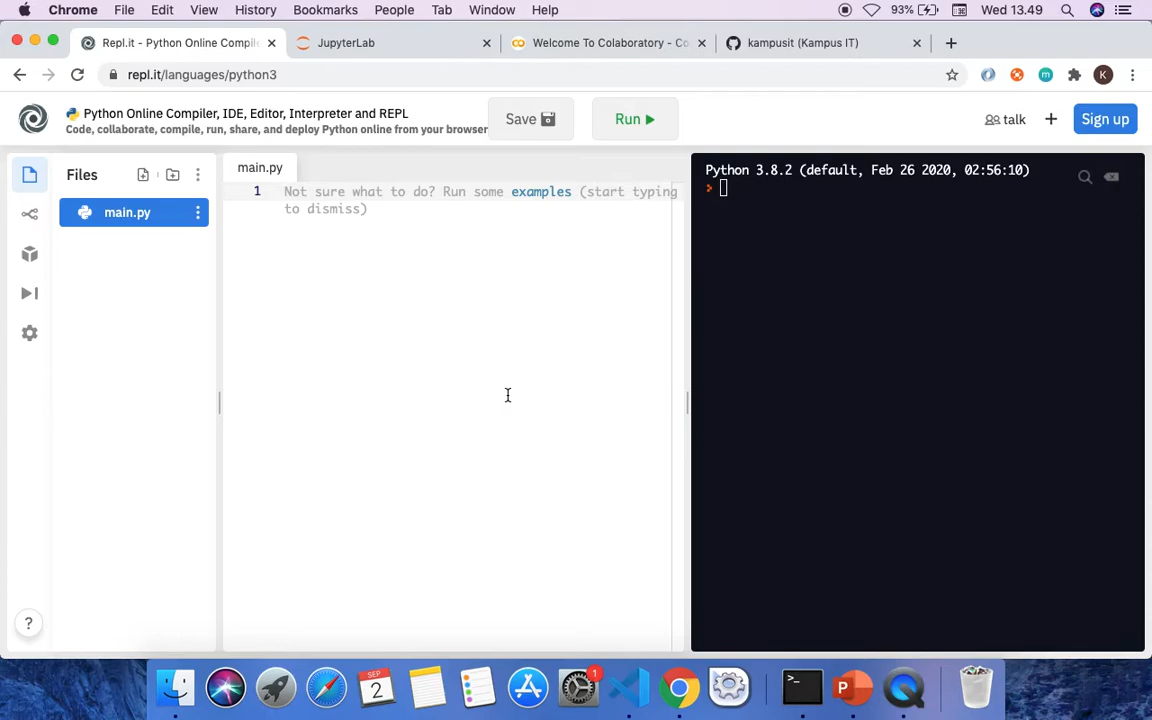 Chrome File Edit View History Bookmarks People Tab Window Help 93% Wed 13.49
Repl.it - Python Online Compile JupyterLab Welcome To Colaboratory - Co kampusit (Kampus IT)
repl.it/languages/python3 K
Python Online Compiler, IDE, Editor, Interpreter and REPL
Code, collaborate, compile, run, share, and deploy Python online from your browser
Save Run talk + Sign up
Files
main.py
main.py
1 Not sure what to do? Run some examples (start typing
to dismiss)
Python 3.8.2 (default, Feb 26 2020, 02:56:10)
>
?
SEP
2
1
>_
P